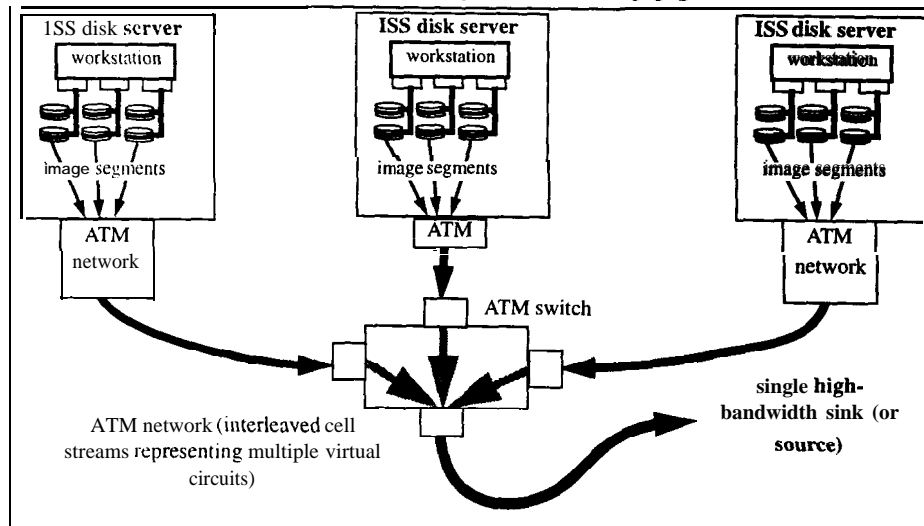 ISS disk server
workstation
image segments
ATM
network
ISS disk server
workstation
image segments
ATM
ISS disk server
workstation
image segments
ATM
network
ATM switch
ATM network (interleaved cell
streams representing multiple virtual
circuits)
single high-
bandwidth sink (or
source)